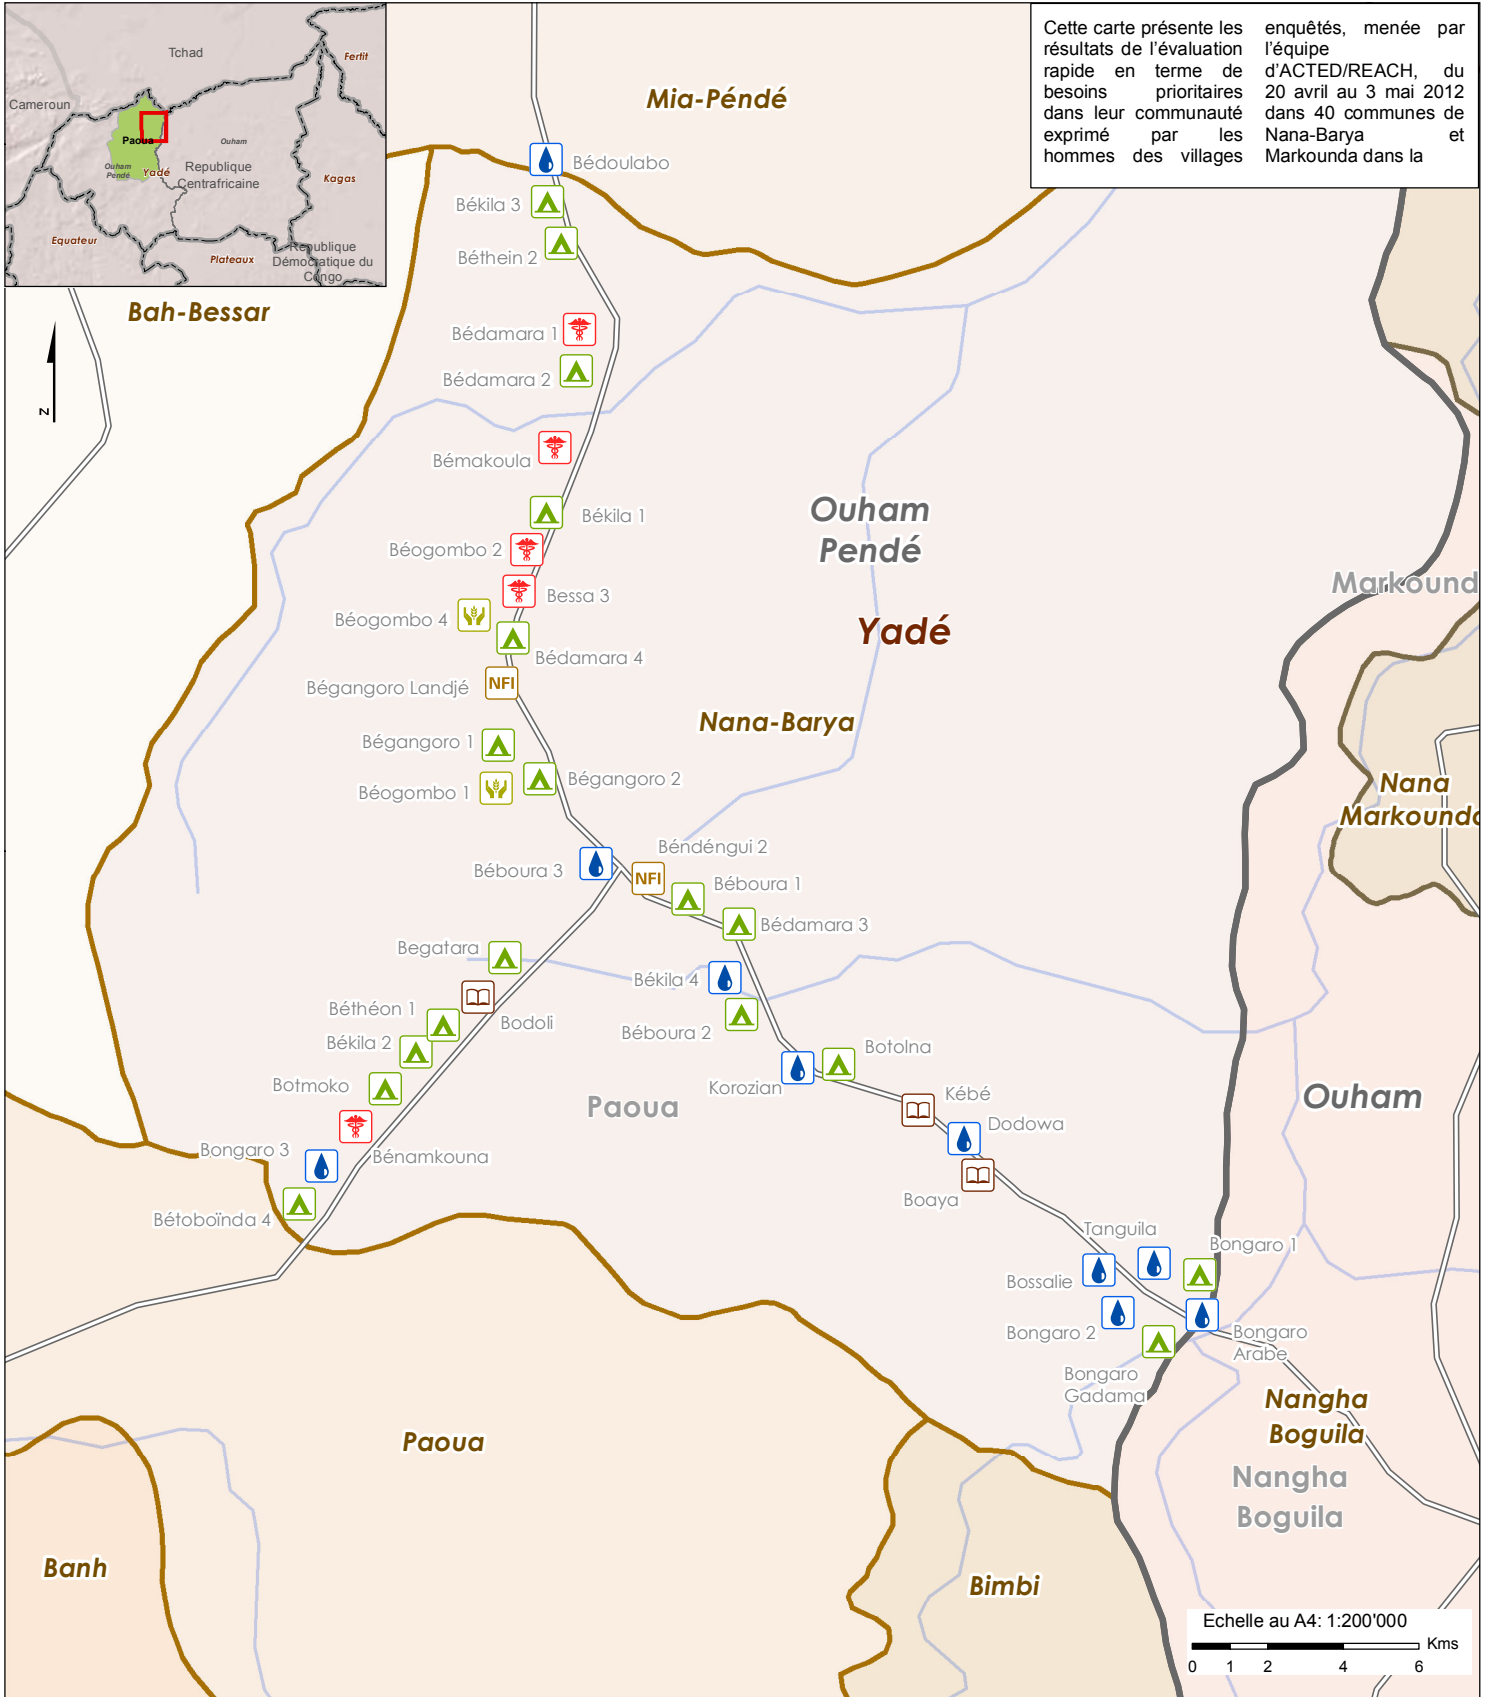 Cette carte présente les
résultats de l'évaluation
rapide en terme de
besoins prioritaires
dans leur communauté
exprimé par les
hommes des villages
enquêtés, menée par
l'équipe
d'ACTED/REACH, du
20 avril au 3 mai 2012
dans 40 communes de
Nana-Barya et
Markounda dans la
Tchad
Fertit
Cameroun
Paoua
Ouham
Ouham
Pendé
Yadé
Republique
Centrafricaine
Kagas
Equateur
Plateaux
Republique
Démocratique du
Congo
Mia-Péndé
Bah-Bessar
N
Bédoulabo
Békila 3
Béthein 2
Bédamara 1
Bédamara 2
Bémakoula
Békila 1
Ouham
Pendé
Béogombo 2
Bessa 3
Markound
Béogombo 4
Yadé
Bédamara 4
Bégangoro Landjé
NFI
Nana-Barya
Bégangoro 1
Bégangoro 2
Béogombo 1
Nana
Markounda
Béndéngui 2
Béboura 3
NFI
Béboura 1
Bédamara 3
Begatara
Békila 4
Béthéon 1
Bodoli
Béboura 2
Békila 2
Botolna
Botmoko
Korozian
Kébé
Paoua
Ouham
Dodowa
Bongaro 3
Bénamkouna
Boaya
Bétoboïnda 4
Tanguila
Bongaro 1
Bossalie
Bongaro 2
Bongaro
Arabe
Bongaro
Gadama
Nangha
Boguila
Paoua
Nangha
Boguila
Banh
Bimbi
Echelle au A4: 1:200'000
Kms
0 1 2 4 6